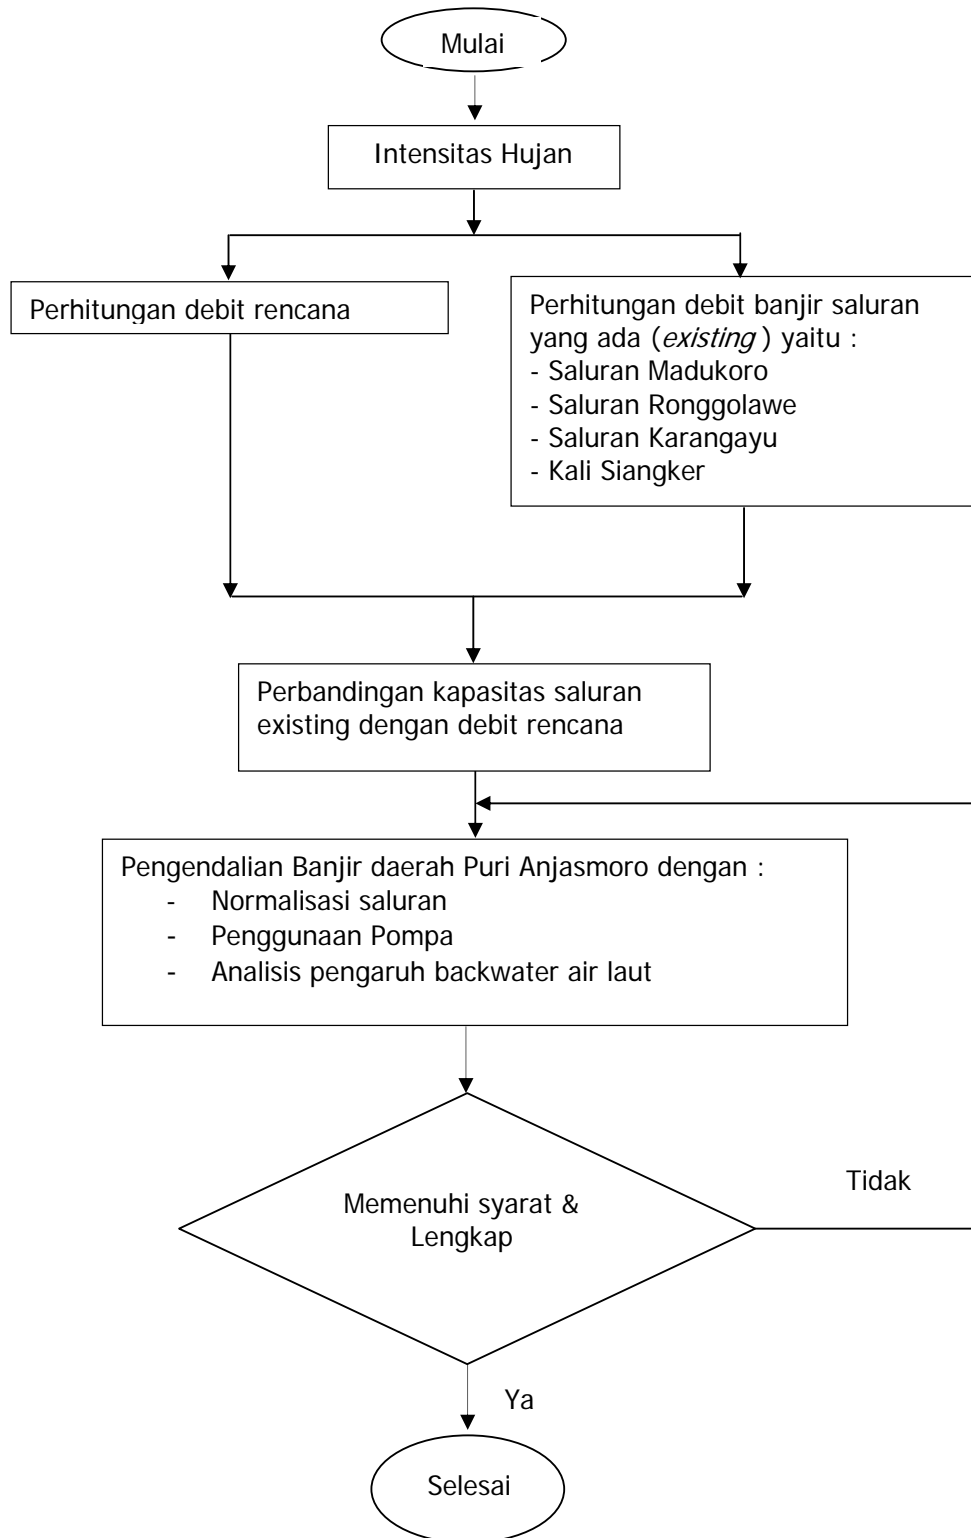 Mulai
Intensitas Hujan
Perhitungan debit rencana
Perhitungan debit banjir saluran
yang ada (existing ) yaitu :
- Saluran Madukoro
- Saluran Ronggolawe
- Saluran Karangayu
- Kali Siangker
Perbandingan kapasitas saluran
existing dengan debit rencana
Pengendalian Banjir daerah Puri Anjasmoro dengan :
- Normalisasi saluran
- Penggunaan Pompa
- Analisis pengaruh backwater air laut
Memenuhi syarat &
Lengkap
Tidak
Ya
Selesai